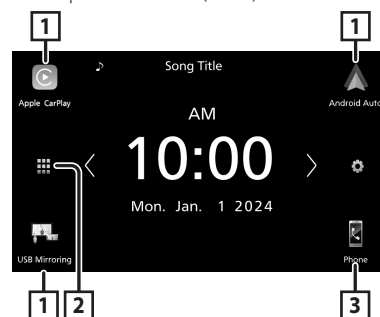 1 1
Song Title
Apple CarPlay
Android Auto
AM
10:00
Mon. Jan. 1 2024
USB Mirroring
Phone
1 2 3